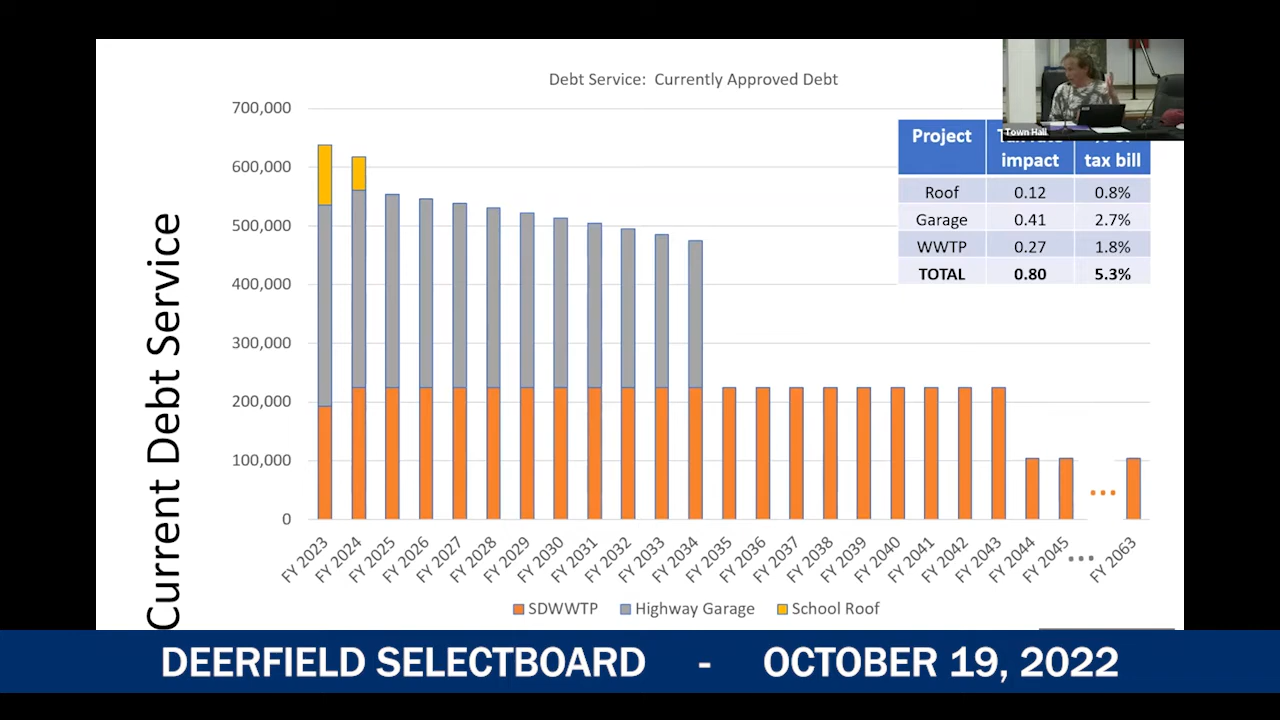 Debt Service: Currently Approved Debt
Current Debt Service
700,000
600,000
500,000
400,000
300,000
200,000
100,000
0
FY 2023
FY 2024
FY 2025
FY 2026
FY 2027
FY 2028
FY 2029
FY 2030
FY 2031
FY 2032
FY 2033
FY 2034
FY 2035
FY 2036
FY 2037
FY 2038
FY 2039
FY 2040
FY 2041
FY 2042
FY 2043
FY 2044
FY 2045
...
FY 2063
SDWWTP Highway Garage School Roof
Town Hall
Project impact tax bill
Roof 0.12 0.8%
Garage 0.41 2.7%
WWTP 0.27 1.8%
TOTAL 0.80 5.3%
DEERFIELD SELECTBOARD - OCTOBER 19, 2022